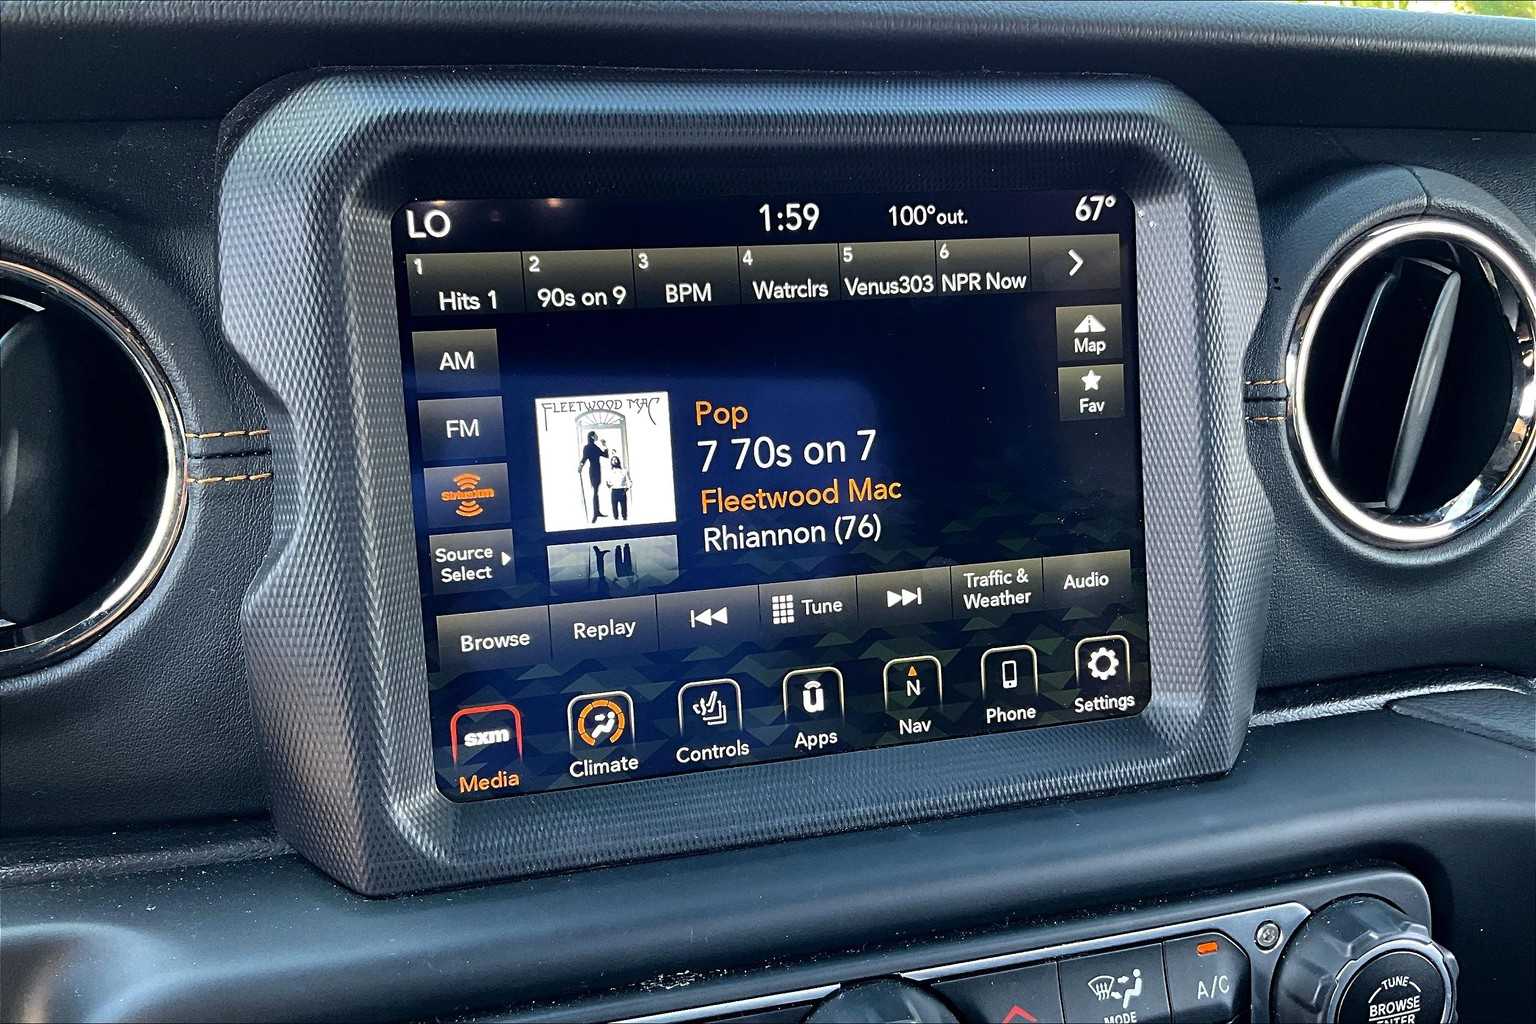 LO 1:59 100° out. 67°
1 2 3 4 5 6
Hits 1 90s on 9 BPM Watrclrs Venus303 NPR Now
AM
FM
SiriusXM
Source
Select
FLEETWOOD MAC
Pop
7 70s on 7
Fleetwood Mac
Rhiannon (76)
Map
Fav
Browse Replay Tune Traffic &
Weather Audio
sxm
Media
Climate
Controls
u
Apps
N
Nav
Phone
Settings
MODE
A/C
TUNE
BROWSE
ENTER